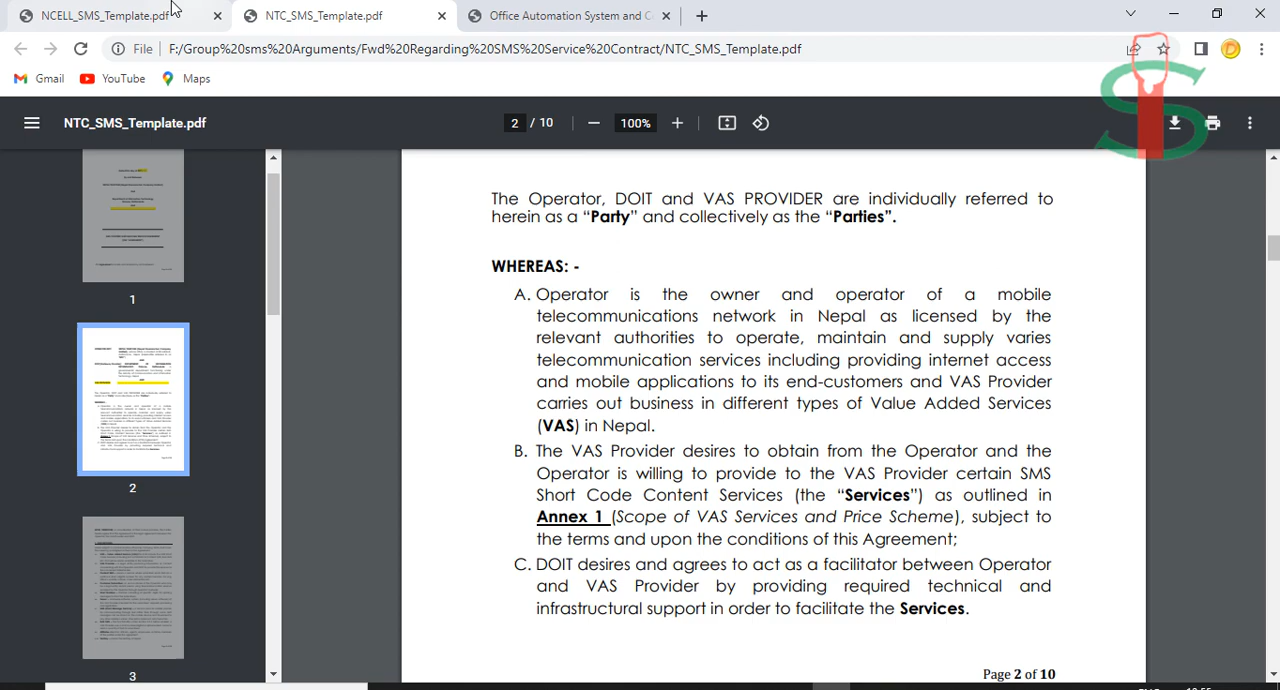 NCELL_SMS_Template.pdf
NTC_SMS_Template.pdf
Office Automation System and C
File
F:/Group%20sms%20Arguments/Fwd%20Regarding%20SMS%20Service%20Contract/NTC_SMS_Template.pdf
Gmail
YouTube
Maps
NTC_SMS_Template.pdf
2 / 10
100%
1
2
3
The Operator, DOIT and VAS PROVIDER are individually referred to
herein as a “Party” and collectively as the “Parties”.
WHEREAS: -
A. Operator is the owner and operator of a mobile
telecommunications network in Nepal as licensed by the
relevant authorities to operate, maintain and supply varies
telecommunication services including providing internet access
and mobile applications to its end-customers and VAS Provider
carries out business in different types of Value Added Services
(VAS) in Nepal.
B. The VAS Provider desires to obtain from the Operator and the
Operator is willing to provide to the VAS Provider certain SMS
Short Code Content Services (the “Services”) as outlined in
Annex 1 (Scope of VAS Services and Price Scheme), subject to
the terms and upon the conditions of this Agreement;
C. DOIT desires and agrees to act as a facilitator between Operator
and VAS Provider by providing required technical and
infrastructural support in order to facilitate the Services.
Page 2 of 10